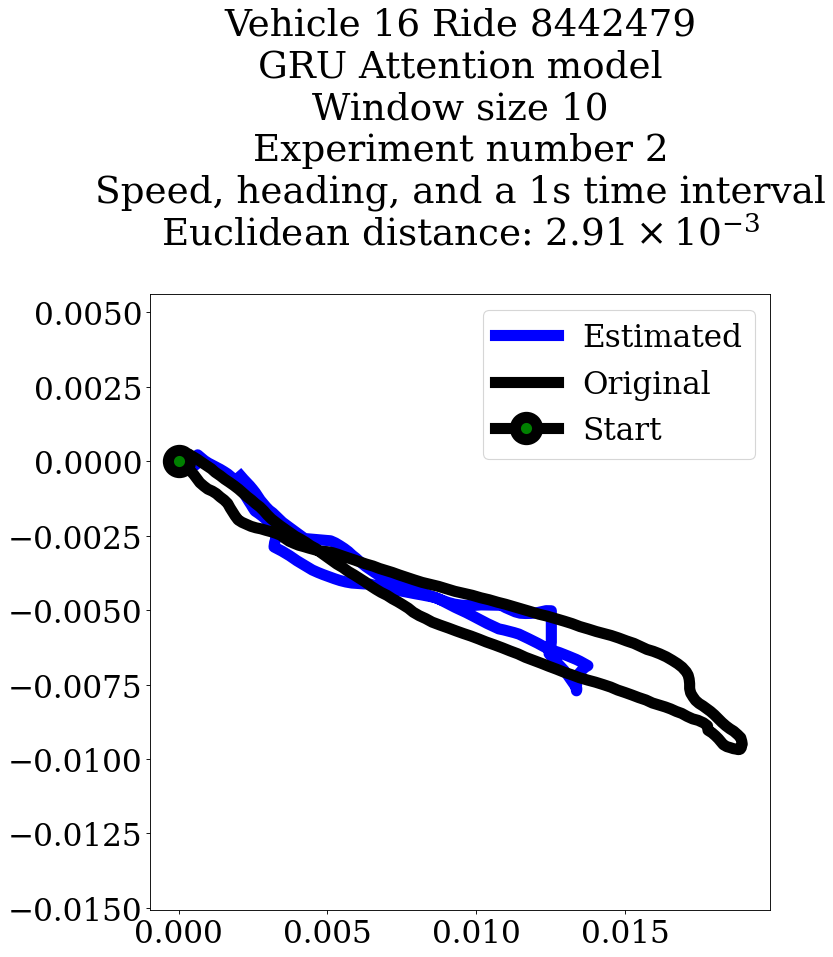 Vehicle 16 Ride 8442479
GRU Attention model
Window size 10
Experiment number 2
Speed, heading, and a 1s time interval
Euclidean distance: 2.91 × 10⁻³
Estimated
Original
Start
0.0050
0.0025
0.0000
−0.0025
−0.0050
−0.0075
−0.0100
−0.0125
−0.0150
0.000 0.005 0.010 0.015